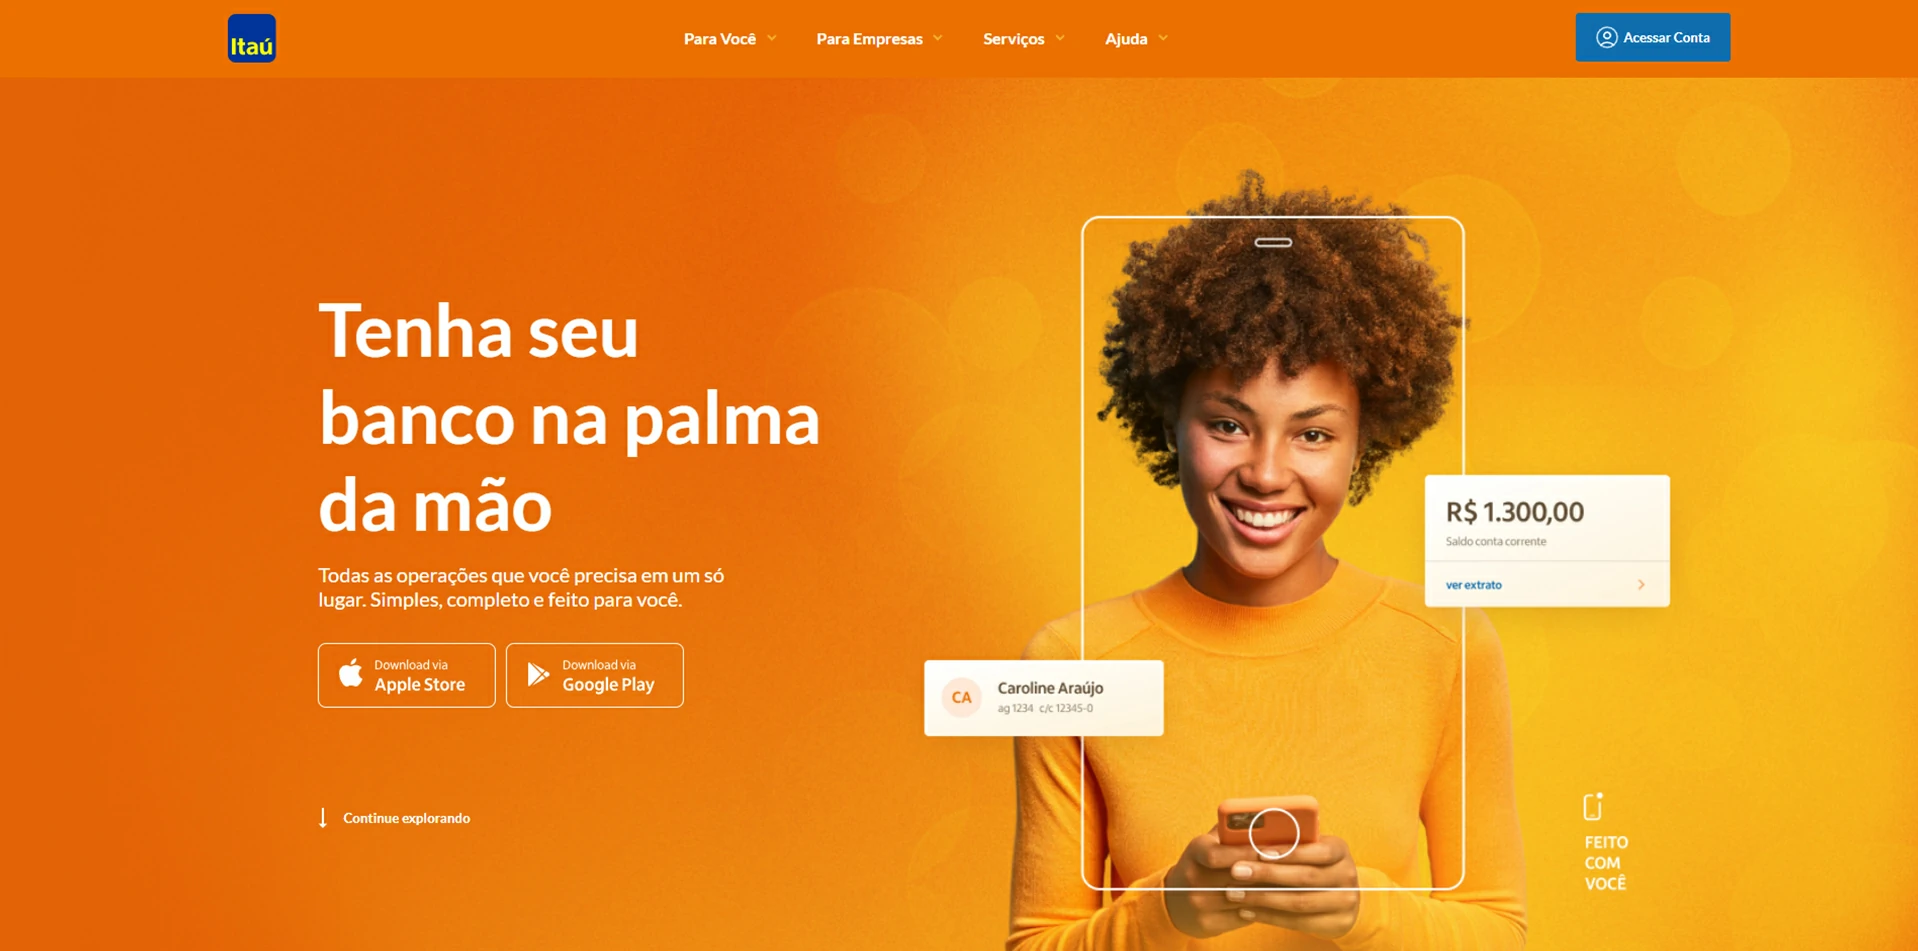 Itaú
Para Você
Para Empresas
Serviços
Ajuda
Acessar Conta
Tenha seu
banco na palma
da mão
Todas as operações que você precisa em um só
lugar. Simples, completo e feito para você.
Download via
Apple Store
Download via
Google Play
Continue explorando
R$ 1.300,00
Saldo conta corrente
ver extrato
CA
Caroline Araújo
ag 1234 c/c 12345-0
FEITO
COM
VOCÊ